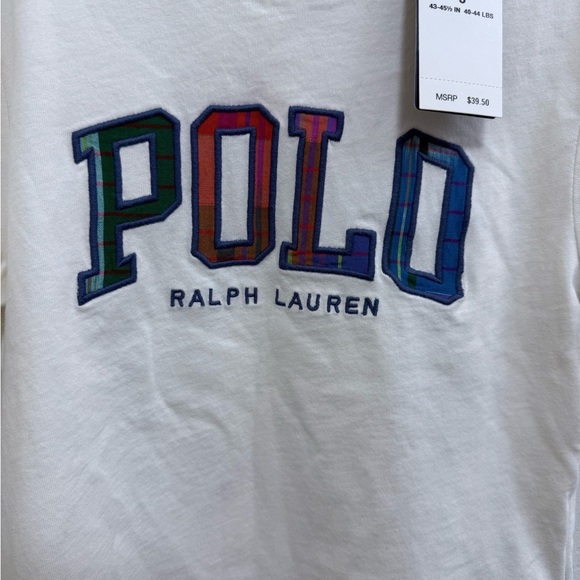 43-45½ IN 40-44 LBS
MSRP $39.50
POLO
RALPH LAUREN